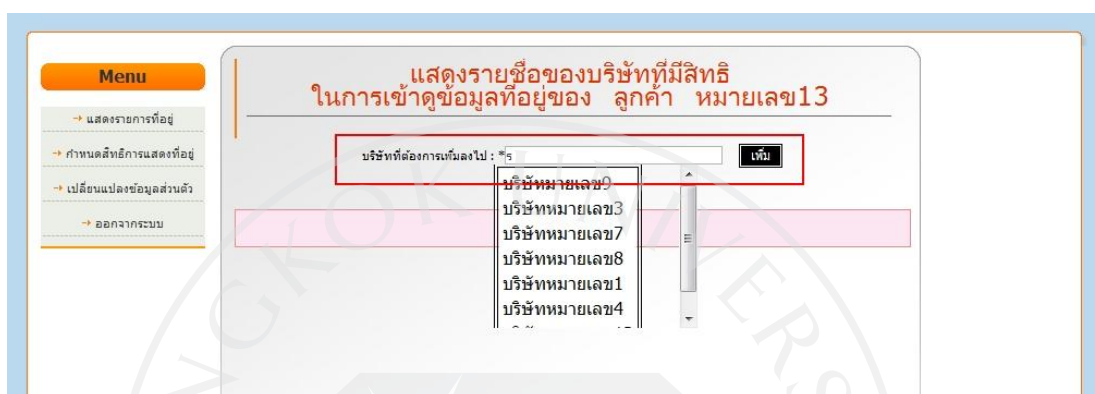 Menu
→ แสดงรายการที่อยู่
→ กำหนดสิทธิการแสดงที่อยู่
→ เปลี่ยนแปลงข้อมูลส่วนตัว
→ ออกจากระบบ
แสดงรายชื่อของบริษัทที่มีสิทธิ
ในการเข้าดูข้อมูลที่อยู่ของ ลูกค้า หมายเลข13
บริษัทที่ต้องการเพิ่มลงไป : *ร เพิ่ม
บริษัทหมายเลข9
บริษัทหมายเลข3
บริษัทหมายเลข7
บริษัทหมายเลข8
บริษัทหมายเลข1
บริษัทหมายเลข4